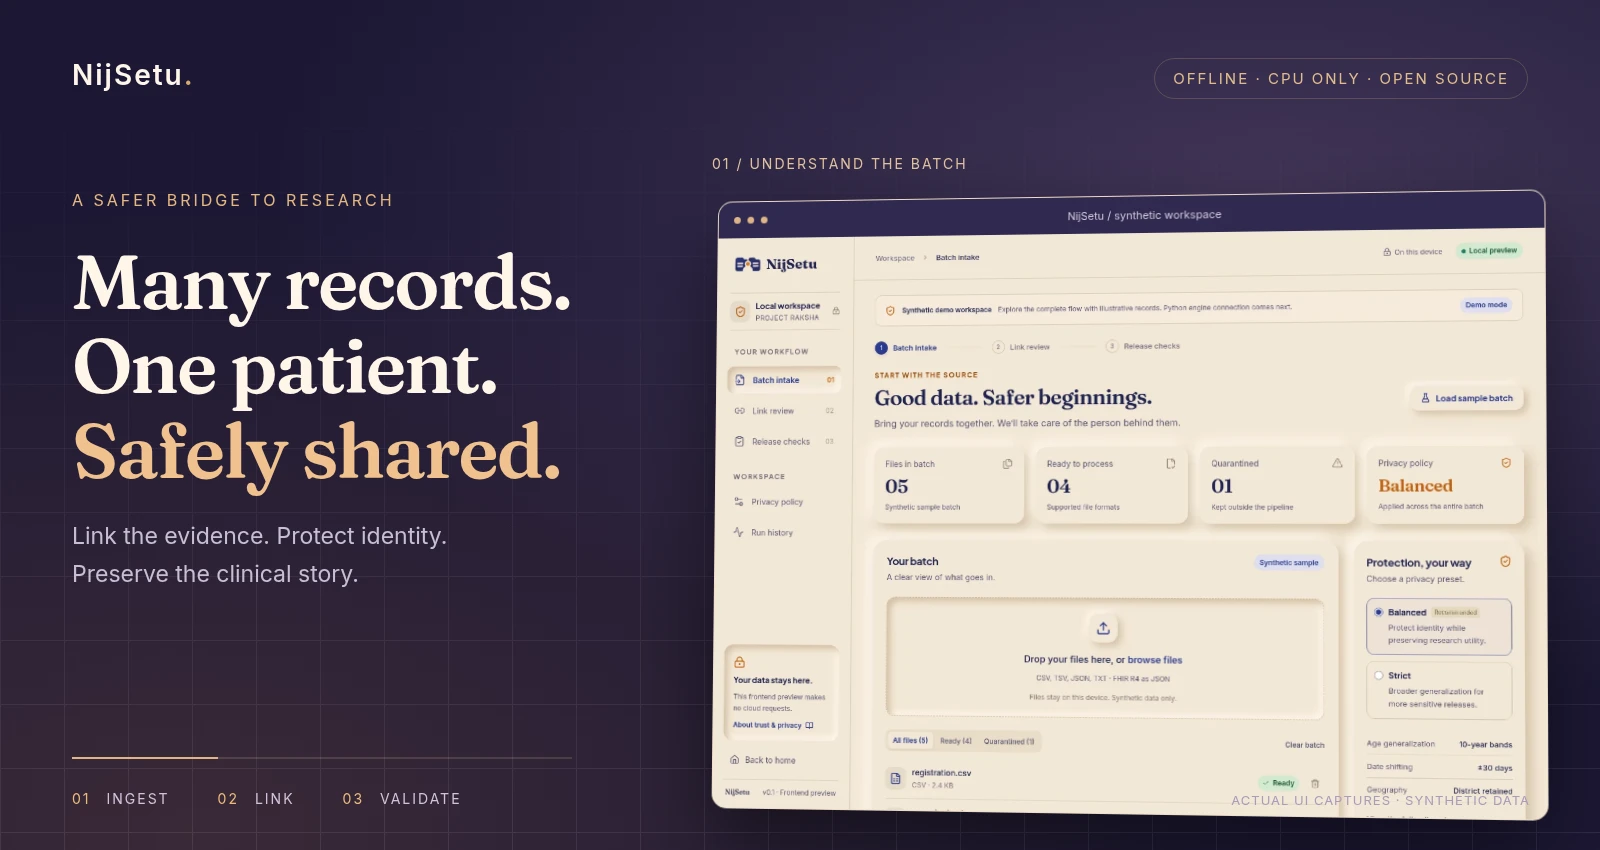 NijSetu.
OFFLINE · CPU ONLY · OPEN SOURCE
A SAFER BRIDGE TO RESEARCH
Many records.
One patient.
Safely shared.
Link the evidence. Protect identity.
Preserve the clinical story.
01 INGEST 02 LINK 03 VALIDATE
01 / UNDERSTAND THE BATCH
NijSetu / synthetic workspace
NijSetu
Local workspace
PROJECT RAKSHA
YOUR WORKFLOW
Batch intake 01
Link review 02
Release checks 03
WORKSPACE
Privacy policy
Run history
Your data stays here.
This frontend preview makes
no cloud requests.
About trust & privacy
Back to home
NijSetu v0.1 · Frontend preview
Workspace > Batch intake
On this device
Local preview
Synthetic demo workspace Explore the complete flow with illustrative records. Python engine connection comes next.
Demo mode
1 Batch intake 2 Link review 3 Release checks
START WITH THE SOURCE
Good data. Safer beginnings.
Bring your records together. We'll take care of the person behind them.
Load sample batch
Files in batch
05
Synthetic sample batch
Ready to process
04
Supported file formats
Quarantined
01
Kept outside the pipeline
Privacy policy
Balanced
Applied across the entire batch
Your batch
Synthetic sample
A clear view of what goes in.
Drop your files here, or browse files
CSV, TSV, JSON, TXT · FHIR R4 as JSON
Files stay on this device. Synthetic data only.
All files (5) Ready (4) Quarantined (1)
Clear batch
registration.csv
CSV · 2.4 KB
Ready
Protection, your way
Choose a privacy preset.
Balanced Recommended
Protect identity while
preserving research utility.
Strict
Broader generalization for
more sensitive releases.
Age generalization 10-year bands
Date shifting ±30 days
Geography District retained
ACTUAL UI CAPTURES · SYNTHETIC DATA